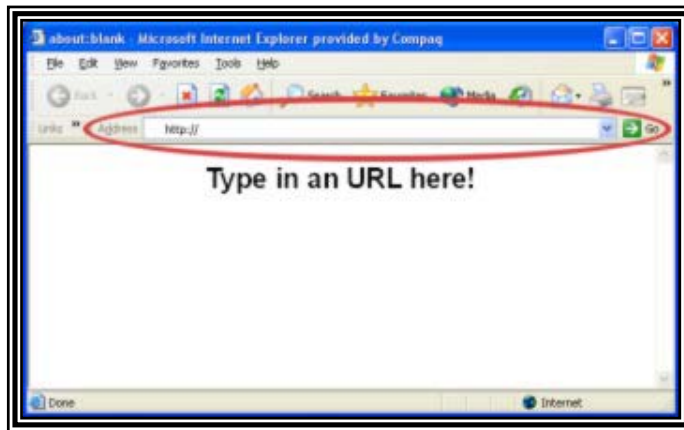 about:blank - Microsoft Internet Explorer provided by Compaq
File Edit View Favorites Tools Help
Back Search Favorites Media »
Links » Address http:// Go
Type in an URL here!
Done Internet